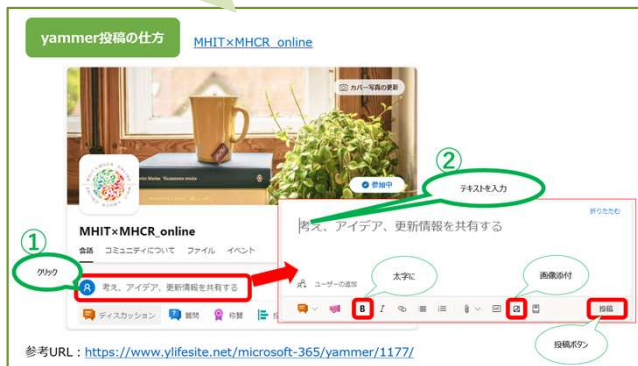 yammer投稿の仕方
MHIT×MHCR_online
カバー写真の更新
参加中
②
テキストを入力
MHIT×MHCR_online
会話 コミュニティについて ファイル イベント
①
クリック
考え、アイデア、更新情報を共有する
ディスカッション 質問 称賛
折りたたむ
考え、アイデア、更新情報を共有する
ユーザーの追加
太字に
画像添付
B I
投稿
投稿ボタン
参考URL：https://www.ylifesite.net/microsoft-365/yammer/1177/